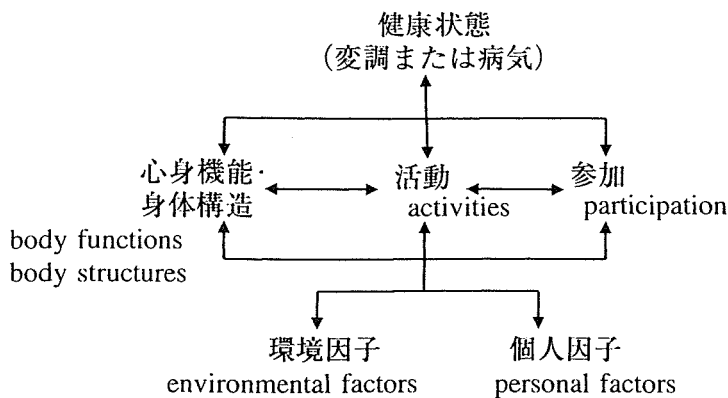 健康状態
(変調または病気)
心身機能・
身体構造
body functions
body structures
活動
activities
参加
participation
環境因子
environmental factors
個人因子
personal factors